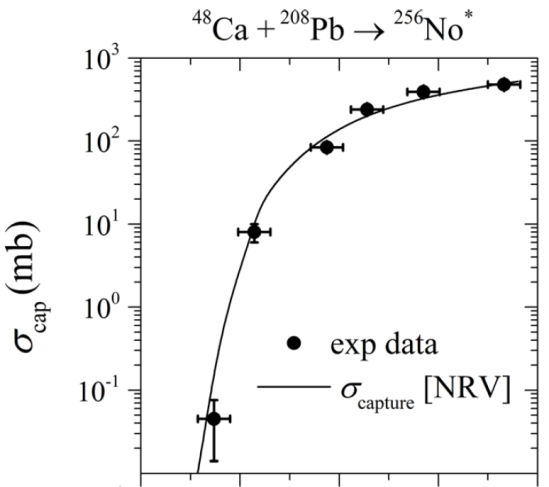 ⁴⁸Ca + ²⁰⁸Pb → ²⁵⁶No*
10³
10²
10¹
10⁰
10⁻¹
σcap (mb)
exp data
σcapture [NRV]